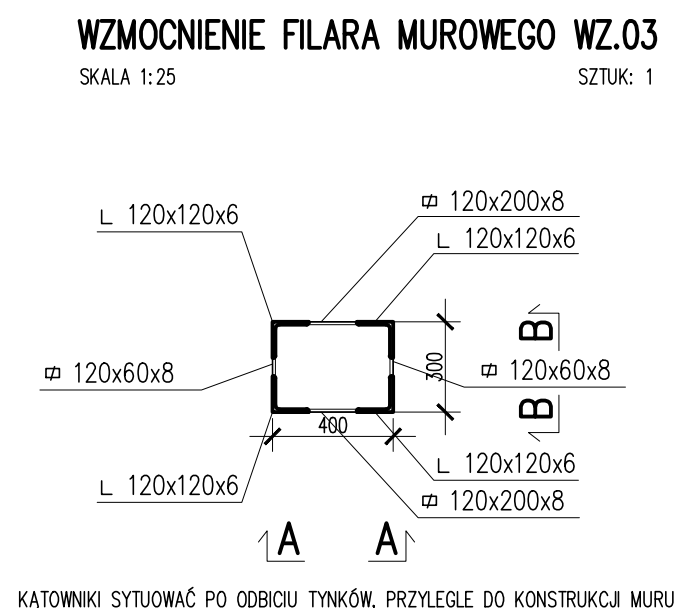 WZMOCNIENIE FILARA MUROWEGO WZ.03
SKALA 1:25
SZTUK: 1
120x200x8
120x120x6
120x120x6
300
B
120x60x8
120x60x8
B
400
120x120x6
120x120x6
120x200x8
A A
KATOWNIKI SYTUOWAĆ PO ODBICIU TYNKÓW, PRZYLEGLE DO KONSTRUKCJI MURU